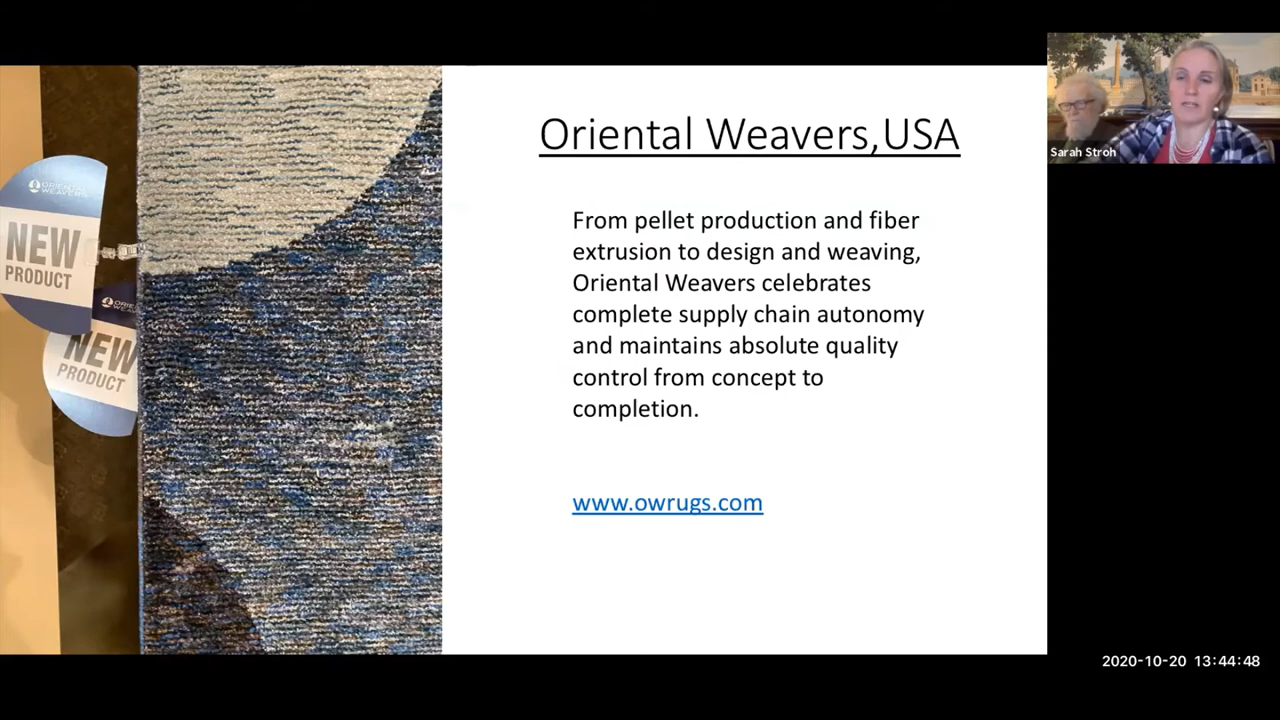 Oriental Weavers,USA
From pellet production and fiber
extrusion to design and weaving,
Oriental Weavers celebrates
complete supply chain autonomy
and maintains absolute quality
control from concept to
completion.
www.owrugs.com
ORIENTAL
WEAVERS
NEW
PRODUCT
NEW
PRODUCT
Sarah Stroh
2020-10-20 13:44:48